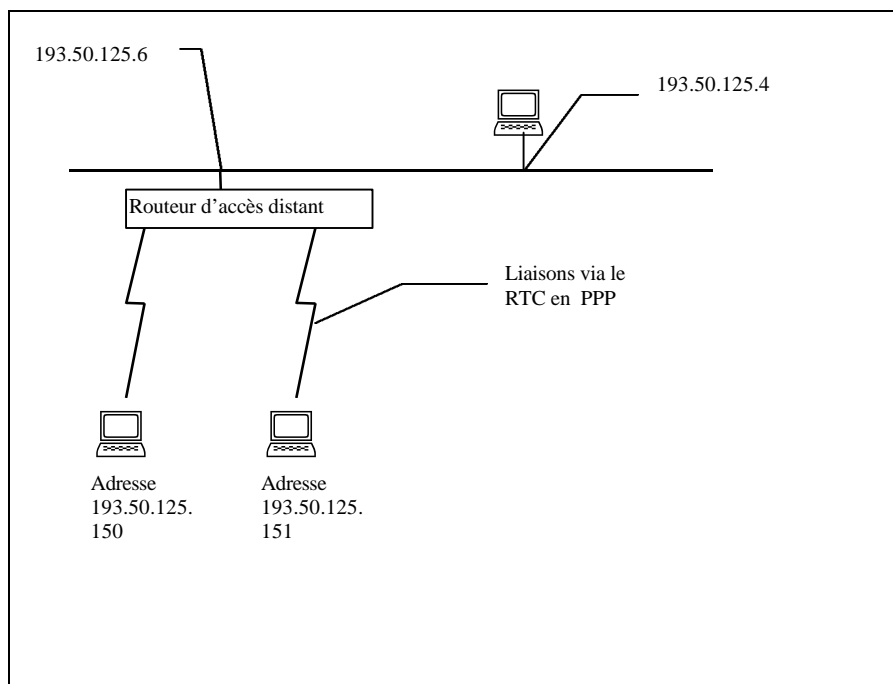 193.50.125.6
193.50.125.4
Routeur d'accès distant
Liaisons via le
RTC en PPP
Adresse
193.50.125.
150
Adresse
193.50.125.
151